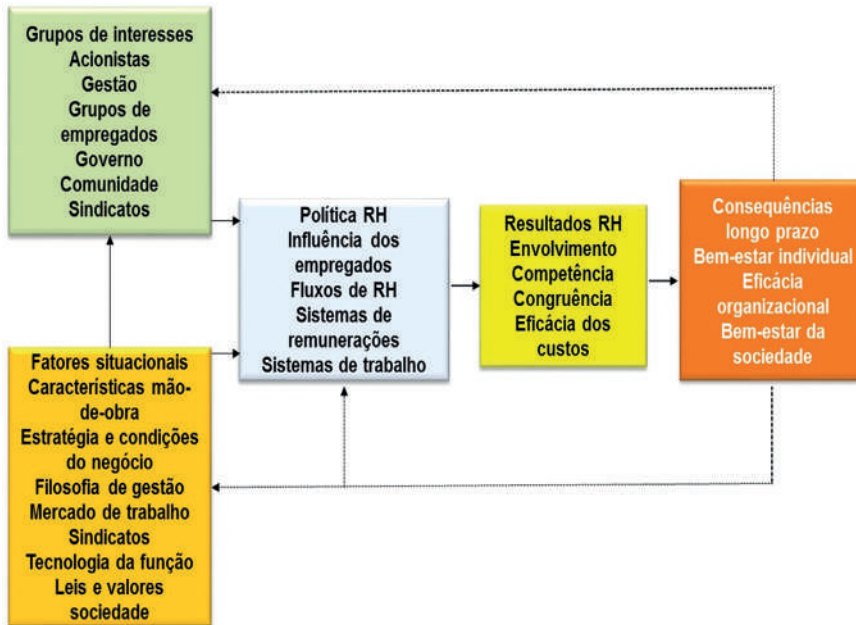 Grupos de interesses
Acionistas
Gestão
Grupos de
empregados
Governo
Comunidade
Sindicatos
Política RH
Influência dos
empregados
Fluxos de RH
Sistemas de
remunerações
Sistemas de trabalho
Resultados RH
Envolvimento
Competência
Congruência
Eficácia dos
custos
Consequências
longo prazo
Bem-estar individual
Eficácia
organizacional
Bem-estar da
sociedade
Fatores situacionais
Características mão-
de-obra
Estratégia e condições
do negócio
Filosofia de gestão
Mercado de trabalho
Sindicatos
Tecnologia da função
Leis e valores
sociedade